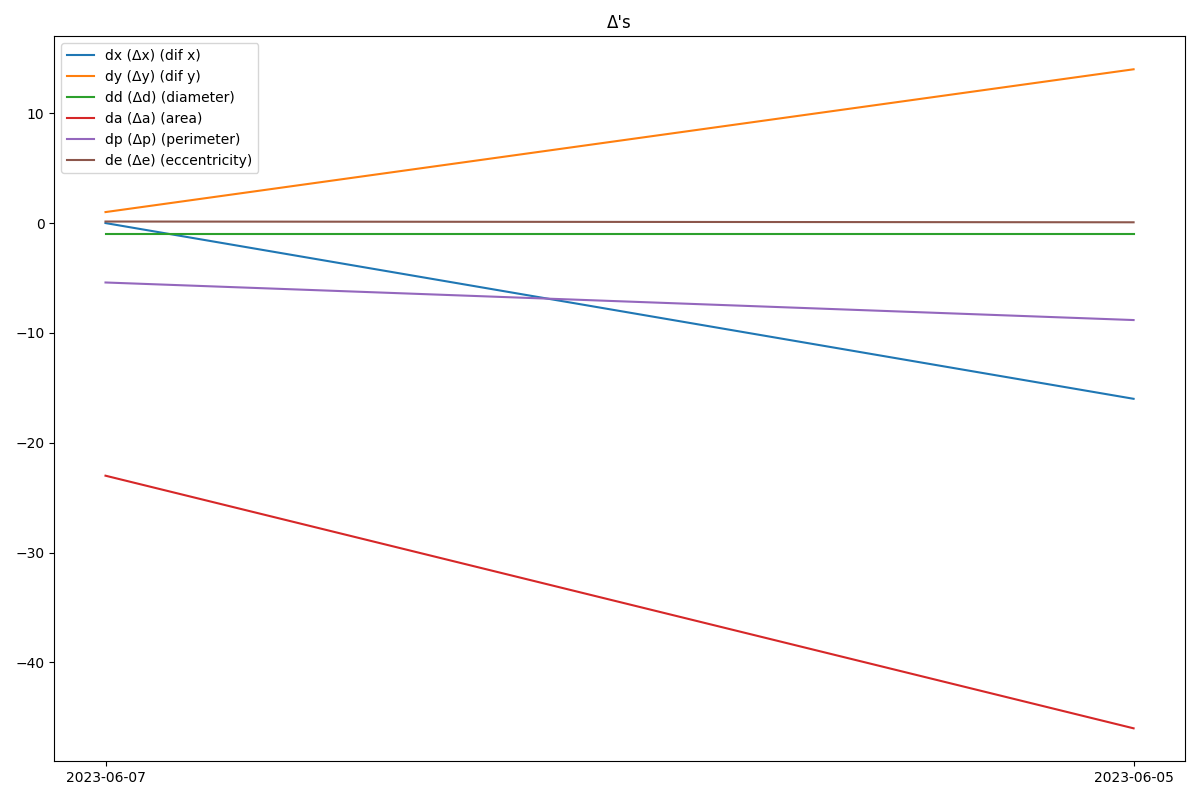 Δ's
dx (Δx) (dif x)
dy (Δy) (dif y)
dd (Δd) (diameter)
da (Δa) (area)
dp (Δp) (perimeter)
de (Δe) (eccentricity)
10
0
−10
−20
−30
−40
2023-06-07 2023-06-05